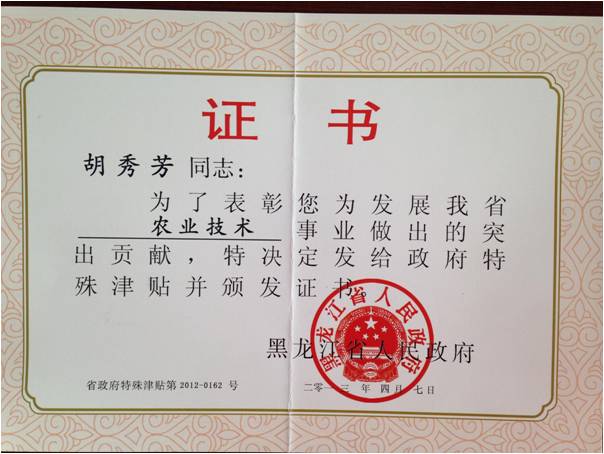 证 书
胡秀芳 同志：
为了表彰您为发展我省
农业技术 事业做出的突
出贡献，特决定发给政府特
殊津贴并颁发证书。
黑龙江省人民政府
黑龙江省人民政府
省政府特殊津贴第 2012-0162 号
二〇一三 年 四 月 七 日